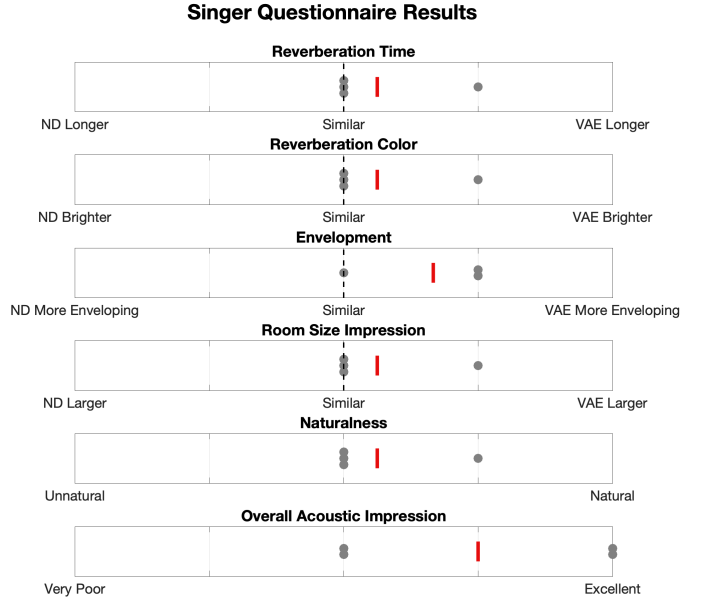 Singer Questionnaire Results
Reverberation Time
ND Longer Similar VAE Longer
Reverberation Color
ND Brighter Similar VAE Brighter
Envelopment
ND More Enveloping Similar VAE More Enveloping
Room Size Impression
ND Larger Similar VAE Larger
Naturalness
Unnatural Natural
Overall Acoustic Impression
Very Poor Excellent